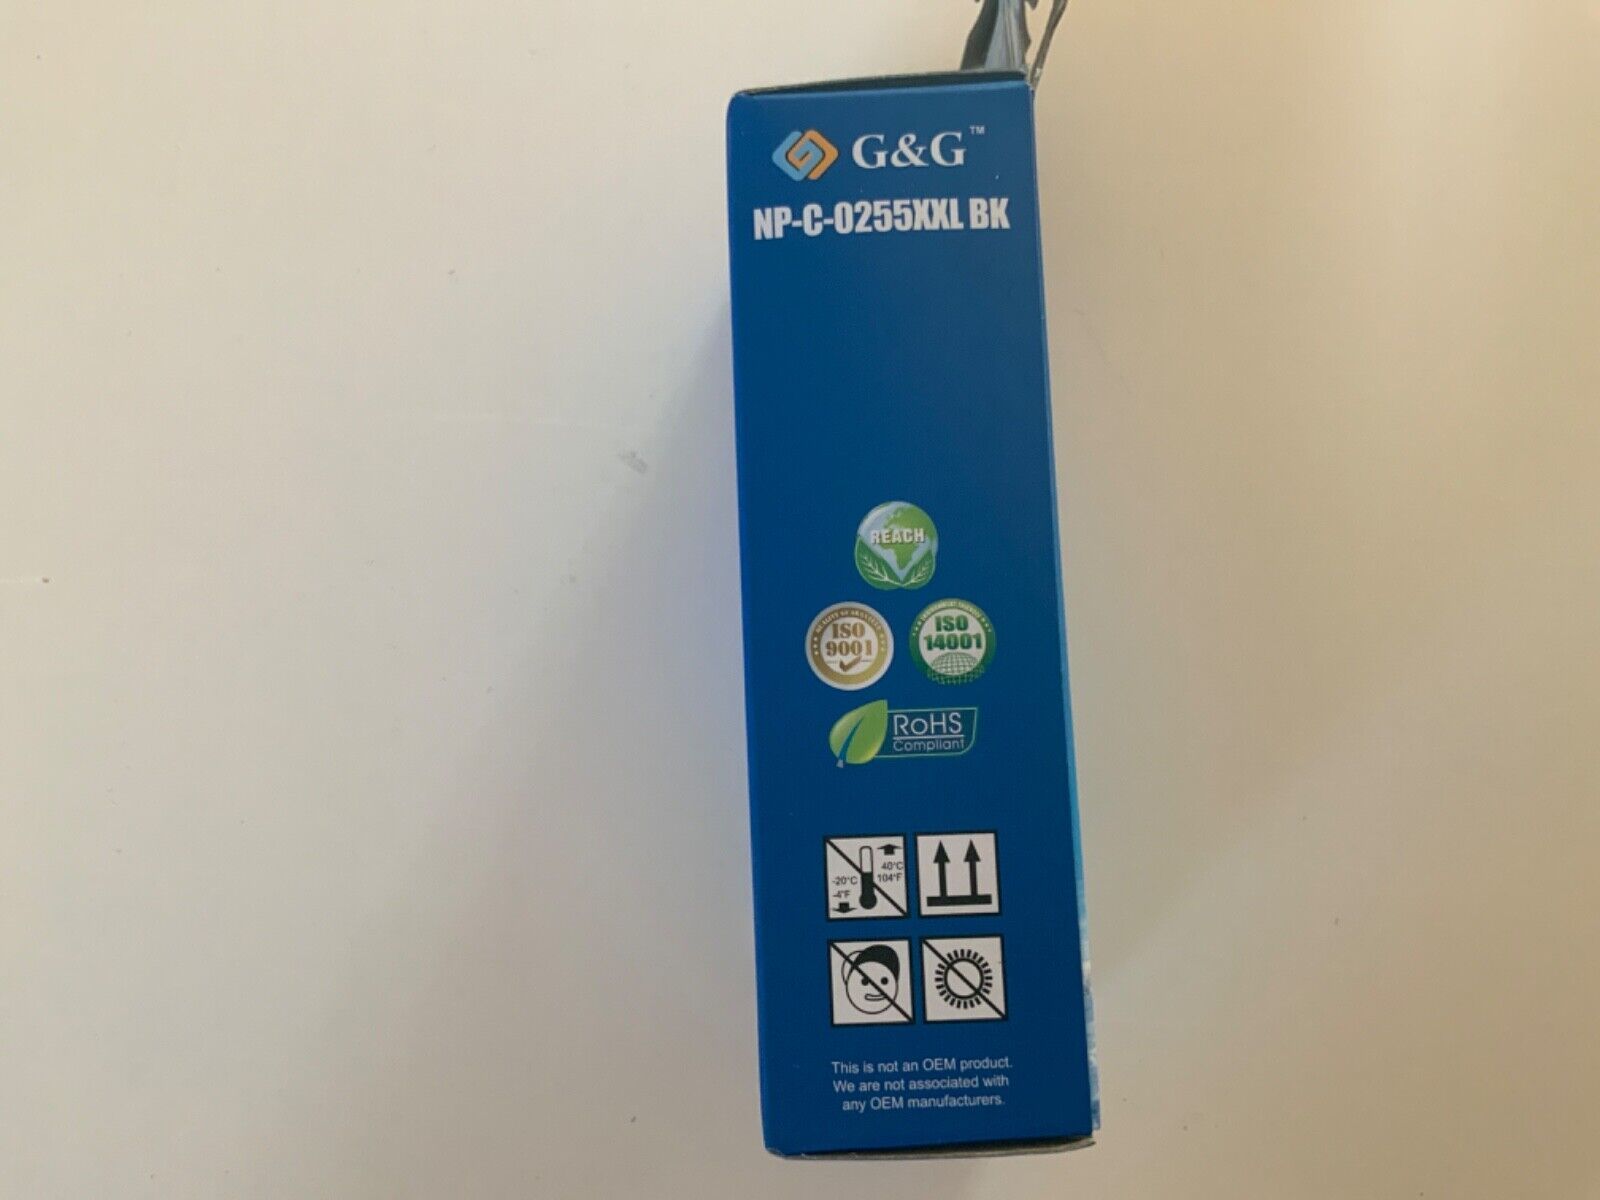 G&G™
NP-C-0255XXL BK
REACH
ISO
9001
ISO
14001
RoHS
Compliant
40°C
104°F
-20°C
-4°F
This is not an OEM product.
We are not associated with
any OEM manufacturers.